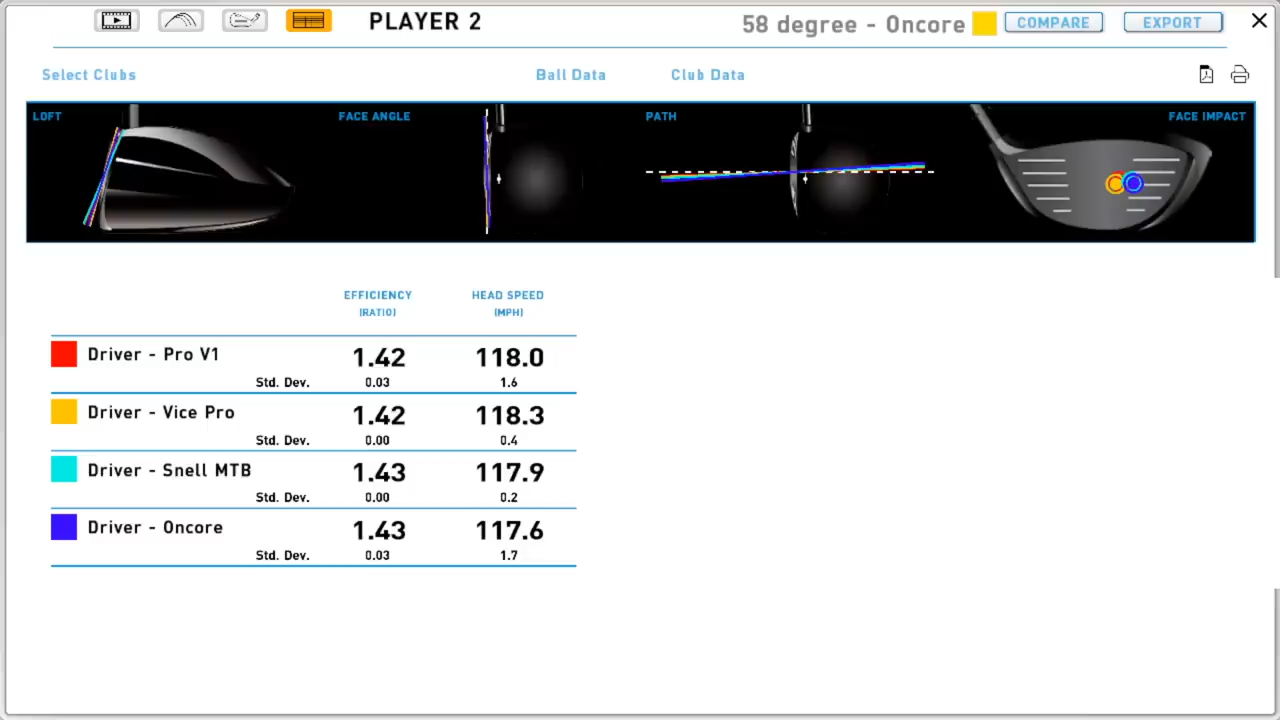 PLAYER 2
58 degree - Oncore
COMPARE
EXPORT
Select Clubs
Ball Data
Club Data
LOFT
FACE ANGLE
PATH
FACE IMPACT
EFFICIENCY
(RATIO)
HEAD SPEED
(MPH)
Driver - Pro V1
1.42
118.0
Std. Dev.
0.03
1.6
Driver - Vice Pro
1.42
118.3
Std. Dev.
0.00
0.4
Driver - Snell MTB
1.43
117.9
Std. Dev.
0.00
0.2
Driver - Oncore
1.43
117.6
Std. Dev.
0.03
1.7